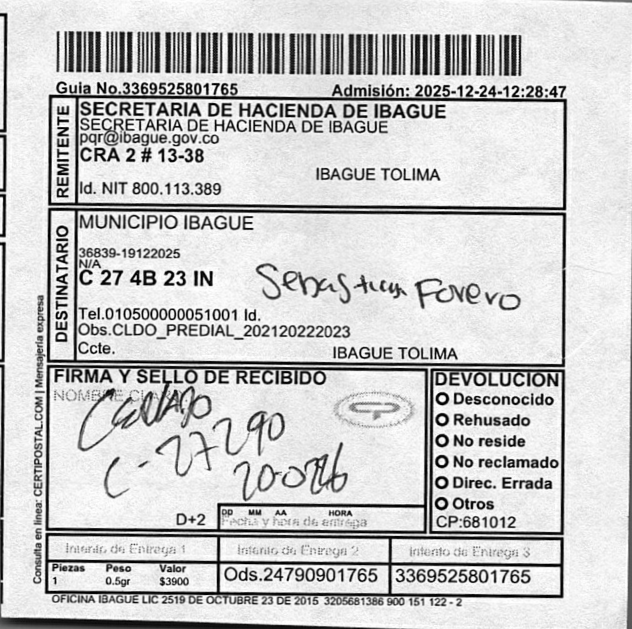 Guia No.3369525801765 Admisión: 2025-12-24-12:28:47
REMITENTE
SECRETARIA DE HACIENDA DE IBAGUE
SECRETARIA DE HACIENDA DE IBAGUE
pqr@ibague.gov.co
CRA 2 # 13-38
IBAGUE TOLIMA
Id. NIT 800.113.389
DESTINATARIO
MUNICIPIO IBAGUE
36839-19122025
N/A
C 27 4B 23 IN
Sebastian Forero
Tel.010500000051001 Id.
Obs.CLDO_PREDIAL_202120222023
Ccte.
IBAGUE TOLIMA
FIRMA Y SELLO DE RECIBIDO
NOMBRE CLARO
C-27290
D+2
DD MM AA HORA
Fecha y hora de entrega
DEVOLUCION
Desconocido
Rehusado
No reside
No reclamado
Direc. Errada
Otros
CP:681012
Intento de Entrega 1 Intento de Entrega 2 Intento de Entrega 3
Piezas Peso Valor
1 0.5gr $3900
Ods.24790901765 3369525801765
OFICINA IBAGUE LIC 2519 DE OCTUBRE 23 DE 2015 3205681386 900 151 122 - 2
Consulta en linea: CERTIPOSTAL.COM | Mensajería expresa